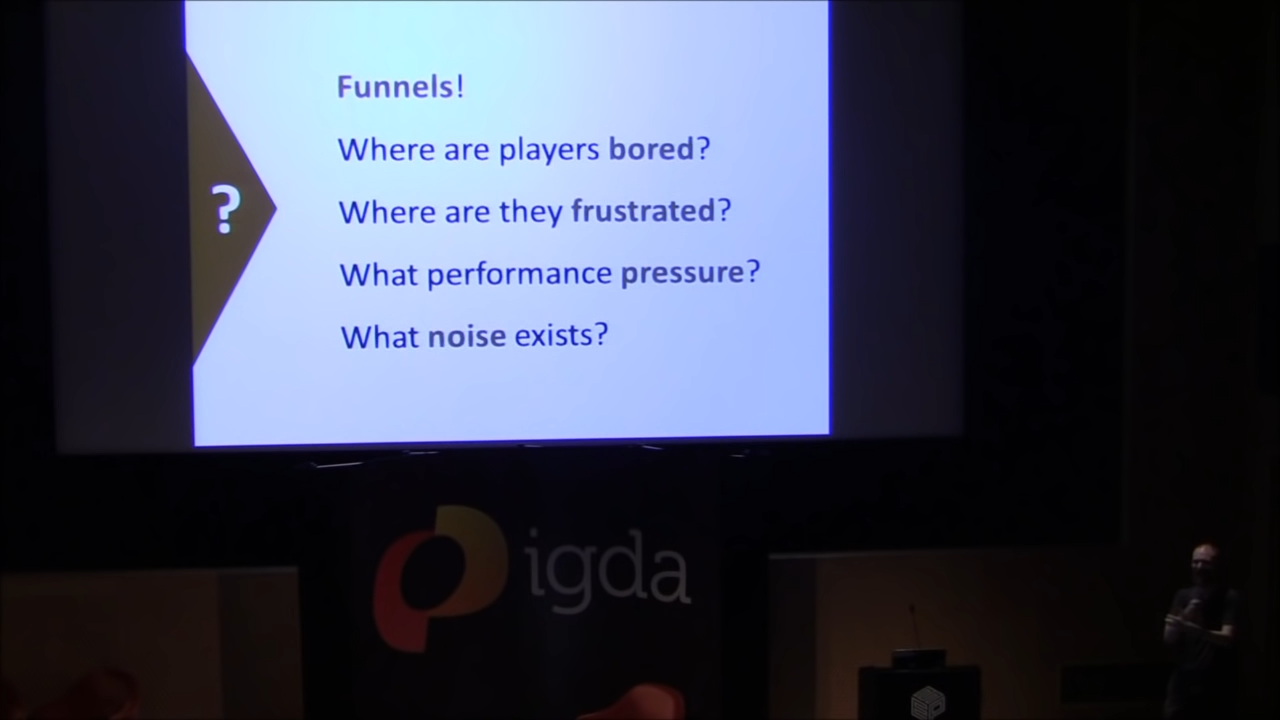 Funnels!
Where are players bored?
?
Where are they frustrated?
What performance pressure?
What noise exists?
igda